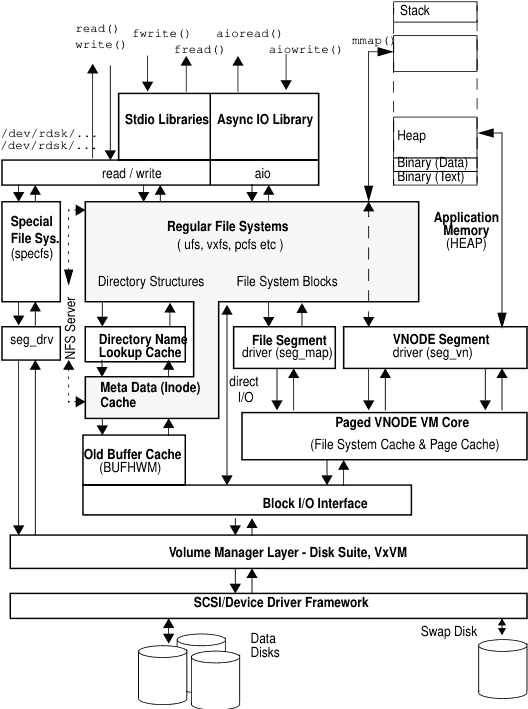 Stack
read()
write()
fwrite()
fread()
aioread()
aiowrite()
mmap()
Stdio Libraries
Async IO Library
/dev/rdsk/...
/dev/rdsk/...
Heap
Binary (Data)
Binary (Text)
read / write
aio
Special
File Sys.
(specfs)
Regular File Systems
( ufs, vxfs, pcfs etc )
Directory Structures
File System Blocks
Application
Memory
(HEAP)
NFS Server
seg_drv
Directory Name
Lookup Cache
File Segment
driver (seg_map)
VNODE Segment
driver (seg_vn)
direct
I/O
Meta Data (Inode)
Cache
Paged VNODE VM Core
(File System Cache & Page Cache)
Old Buffer Cache
(BUFHWM)
Block I/O Interface
Volume Manager Layer - Disk Suite, VxVM
SCSI/Device Driver Framework
Data
Disks
Swap Disk